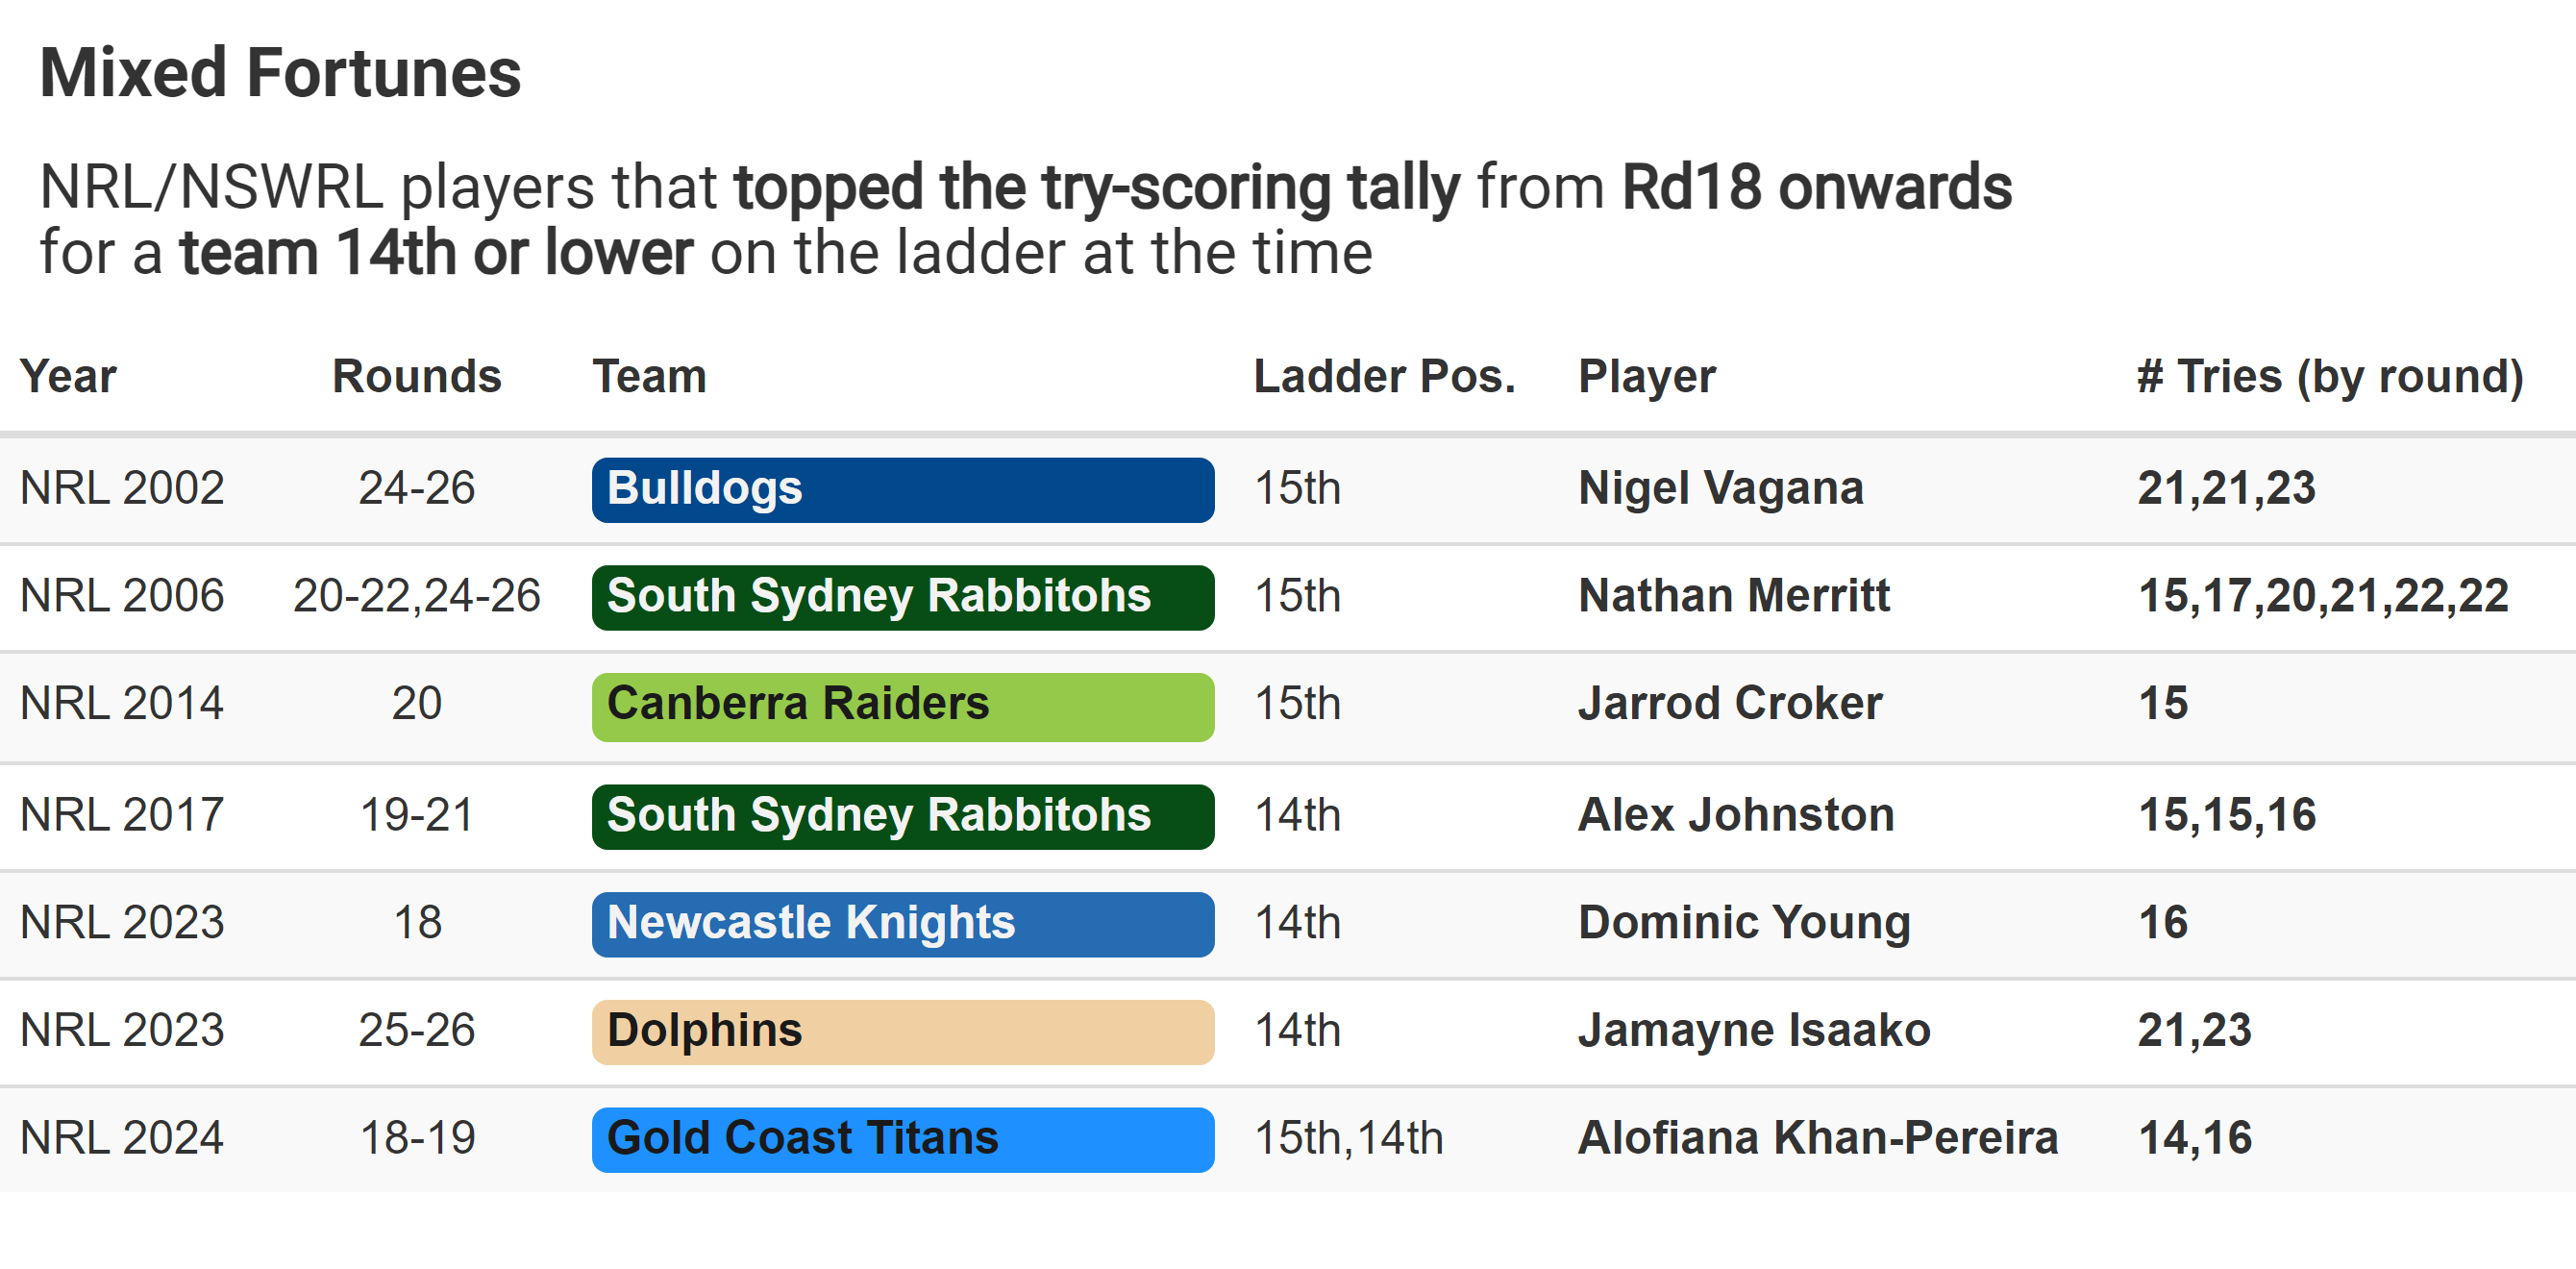 Mixed Fortunes
NRL/NSWRL players that topped the try-scoring tally from Rd18 onwards
for a team 14th or lower on the ladder at the time
Year Rounds Team Ladder Pos. Player # Tries (by round)
NRL 2002 24-26 Bulldogs 15th Nigel Vagana 21,21,23
NRL 2006 20-22,24-26 South Sydney Rabbitohs 15th Nathan Merritt 15,17,20,21,22,22
NRL 2014 20 Canberra Raiders 15th Jarrod Croker 15
NRL 2017 19-21 South Sydney Rabbitohs 14th Alex Johnston 15,15,16
NRL 2023 18 Newcastle Knights 14th Dominic Young 16
NRL 2023 25-26 Dolphins 14th Jamayne Isaako 21,23
NRL 2024 18-19 Gold Coast Titans 15th,14th Alofiana Khan-Pereira 14,16